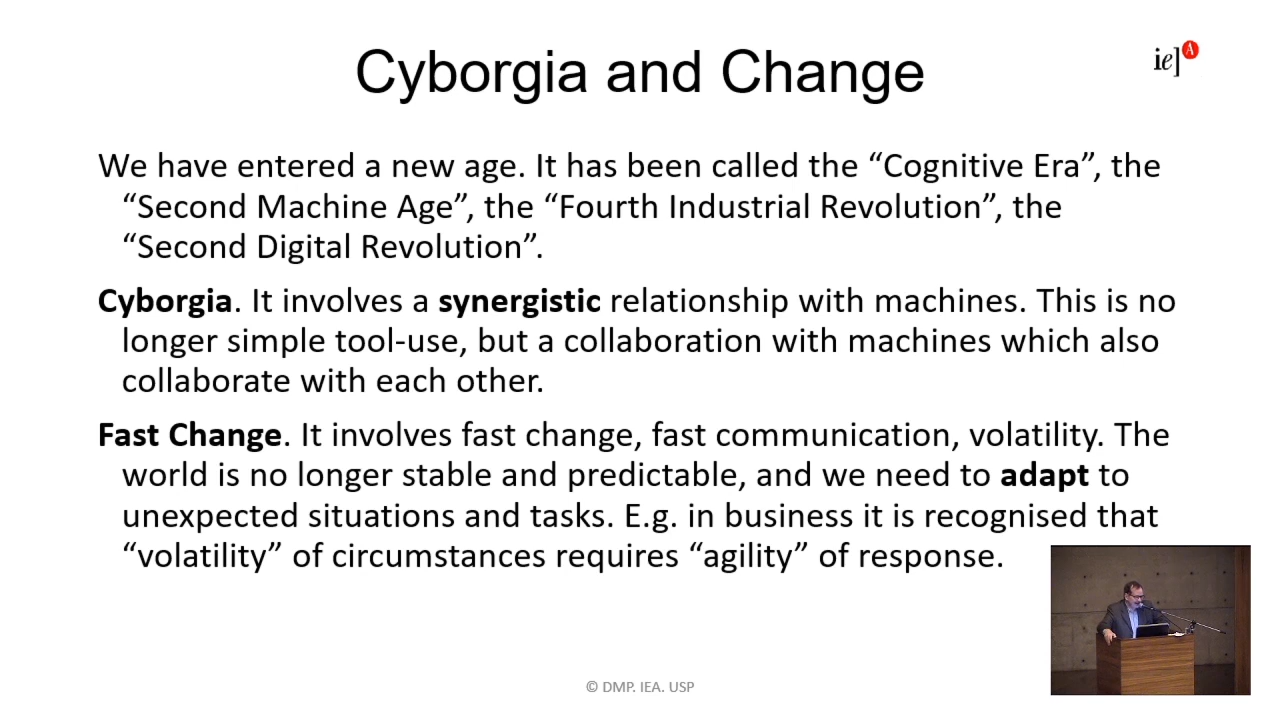 Cyborgia and Change
ie] A
We have entered a new age. It has been called the “Cognitive Era”, the
“Second Machine Age”, the “Fourth Industrial Revolution”, the
“Second Digital Revolution”.
Cyborgia. It involves a synergistic relationship with machines. This is no
longer simple tool-use, but a collaboration with machines which also
collaborate with each other.
Fast Change. It involves fast change, fast communication, volatility. The
world is no longer stable and predictable, and we need to adapt to
unexpected situations and tasks. E.g. in business it is recognised that
“volatility” of circumstances requires “agility” of response.
© DMP. IEA. USP